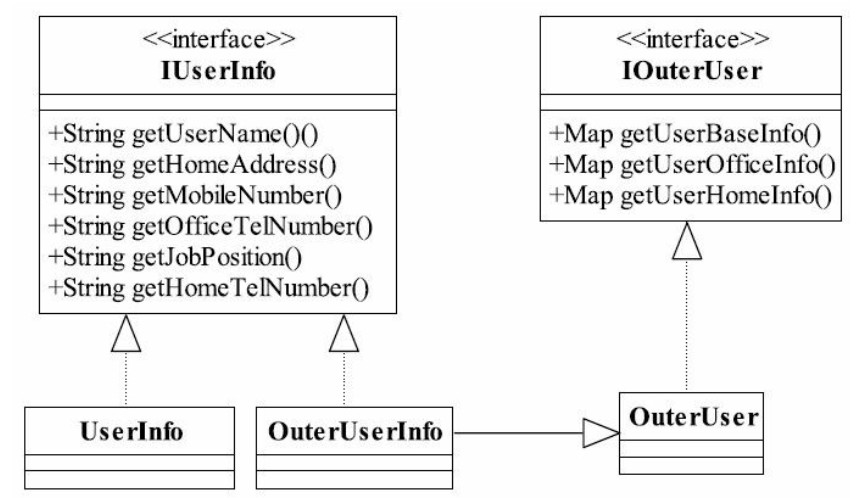 <<interface>>
IUserInfo
+String getUserName()()
+String getHomeAddress()
+String getMobileNumber()
+String getOfficeTelNumber()
+String getJobPosition()
+String getHomeTelNumber()
<<interface>>
IOuterUser
+Map getUserBaseInfo()
+Map getUserOfficeInfo()
+Map getUserHomeInfo()
UserInfo
OuterUserInfo
OuterUser